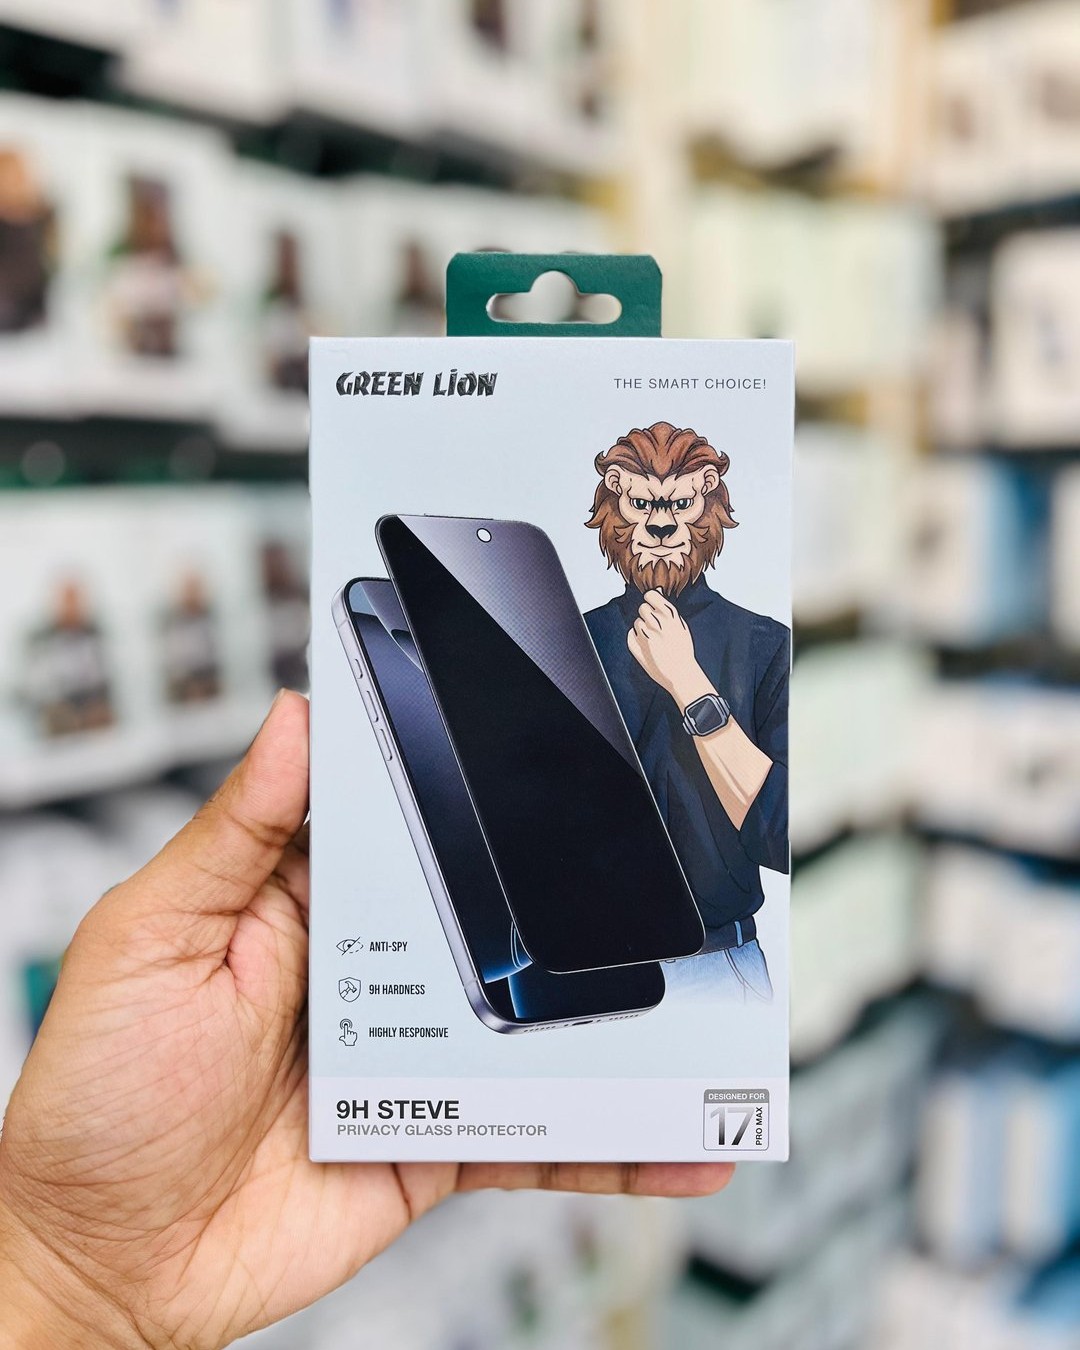 GREEN LiON
THE SMART CHOICE!
ANTI-SPY
9H HARDNESS
HIGHLY RESPONSIVE
9H STEVE
PRIVACY GLASS PROTECTOR
DESIGNED FOR
17
PRO MAX